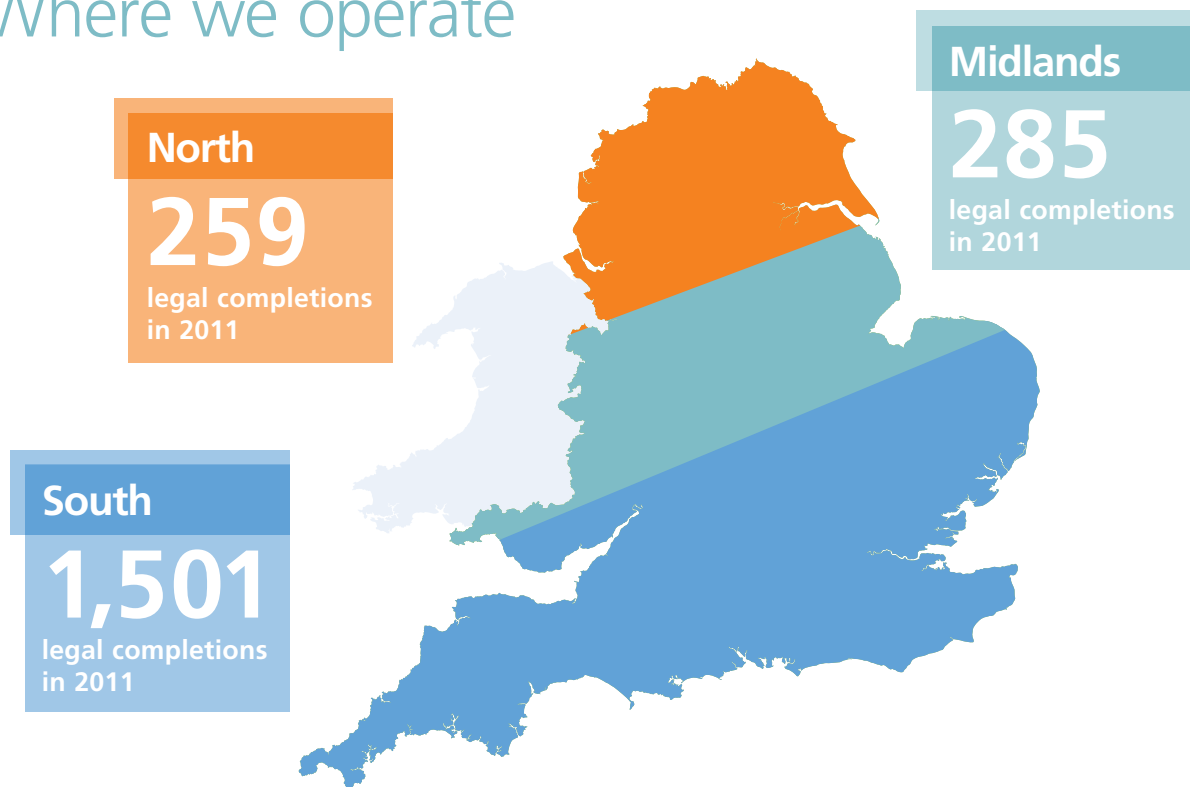 Where we operate
Midlands
285
legal completions
in 2011
North
259
legal completions
in 2011
South
1,501
legal completions
in 2011